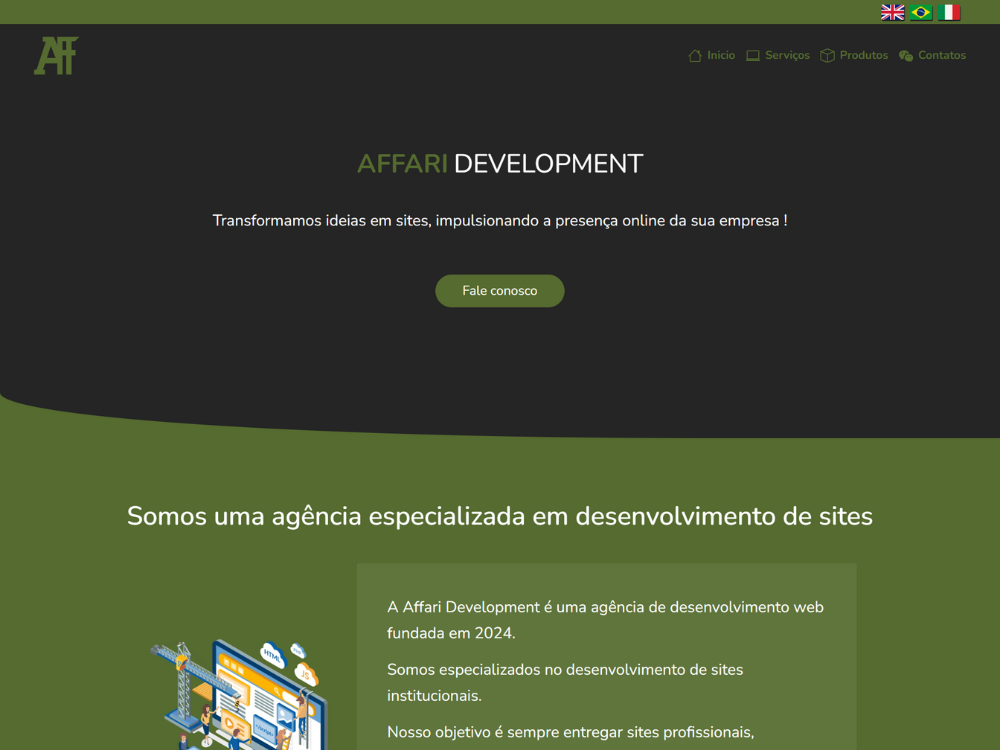 Aff
Inicio
Serviços
Produtos
Contatos
AFFARI DEVELOPMENT
Transformamos ideias em sites, impulsionando a presença online da sua empresa !
Fale conosco
Somos uma agência especializada em desenvolvimento de sites
A Affari Development é uma agência de desenvolvimento web
fundada em 2024.
Somos especializados no desenvolvimento de sites
institucionais.
Nosso objetivo é sempre entregar sites profissionais,
HTML
JS